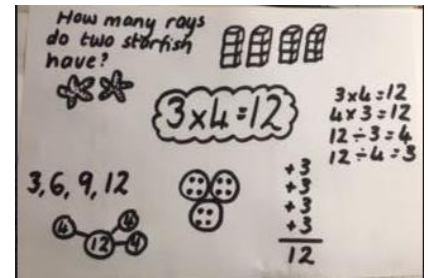 How many rays
do two starfish
have?
3x4=12
3x4=12
4x3=12
12÷3=4
12÷4=3
3, 6, 9, 12
4 4
12 4
+3
+3
+3
+3
12